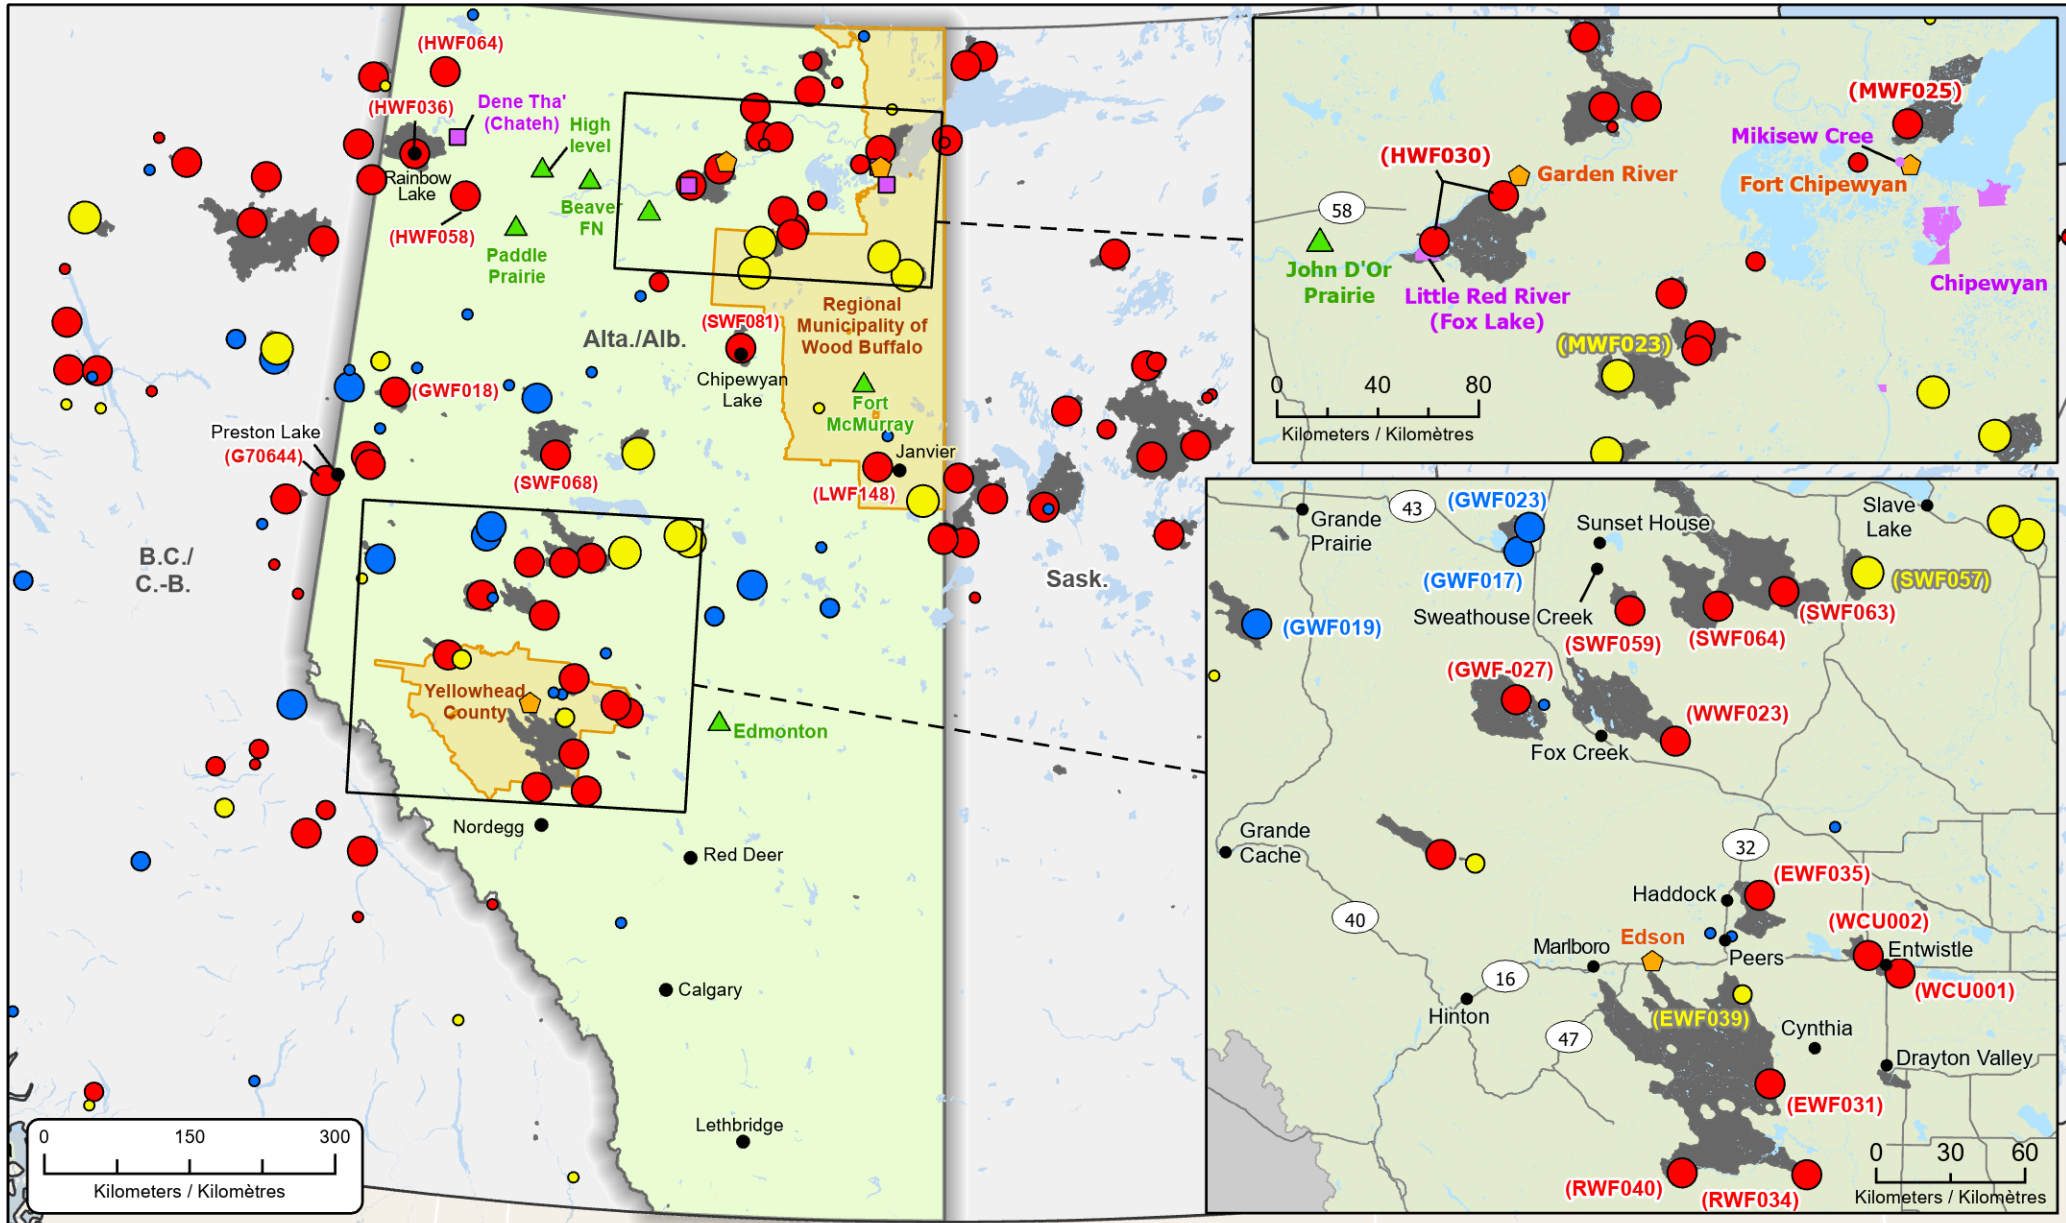 (HWF064)
(HWF036)
Dene Tha'
(Chateh)
High
level
Rainbow
Lake
Beaver
FN
(HWF058)
Paddle
Prairie
Regional
Municipality of
Wood Buffalo
(SWF081)
Alta./Alb.
Chipewyan
Lake
(GWF018)
Fort
McMurray
Preston Lake
(G70644)
Janvier
(SWF068)
(LWF148)
B.C./
C.-B.
Sask.
Yellowhead
County
Edmonton
Nordegg
Red Deer
Calgary
Lethbridge
0 150 300
Kilometers / Kilomètres
(MWF025)
Mikisew Cree
(HWF030)
Garden River
Fort Chipewyan
58
John D'Or
Prairie
Little Red River
(Fox Lake)
Chipewyan
(MWF023)
0 40 80
Kilometers / Kilomètres
(GWF023)
43
Grande
Prairie
Sunset House
Slave
Lake
(GWF017)
(SWF057)
Sweathouse Creek
(SWF063)
(GWF019)
(SWF059)
(SWF064)
(GWF-027)
(WWF023)
Fox Creek
Grande
Cache
32
(EWF035)
Haddock
40
(WCU002)
Marlboro
Edson
Peers
Entwistle
16
(WCU001)
Hinton
(EWF039)
Cynthia
47
Drayton Valley
(EWF031)
(RWF040)
(RWF034)
0 30 60
Kilometers / Kilomètres